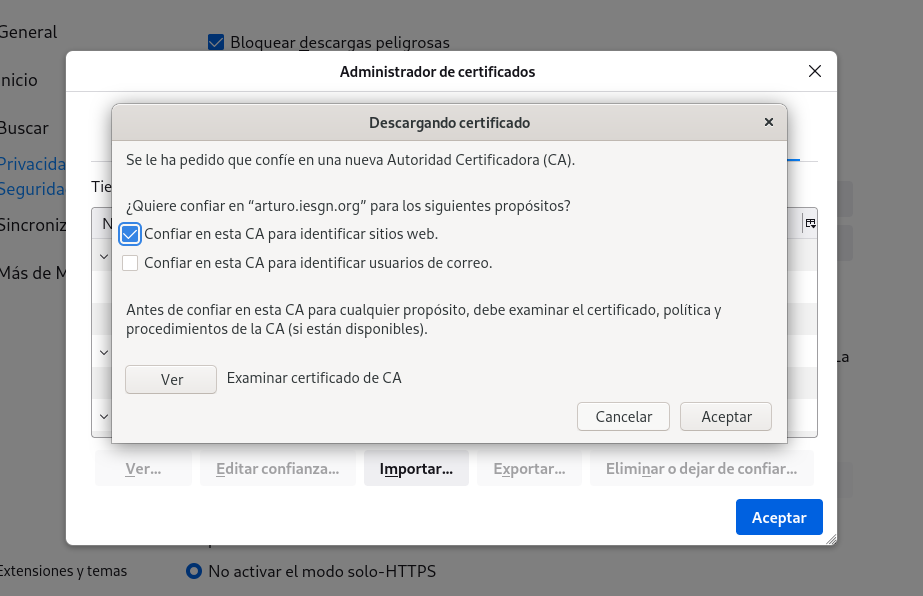 General
Bloquear descargas peligrosas
Administrador de certificados
nicio
Descargando certificado
Buscar
Se le ha pedido que confíe en una nueva Autoridad Certificadora (CA).
Privacida
Segurida
Tie
¿Quiere confiar en “arturo.iesgn.org” para los siguientes propósitos?
Sincroniz
N
Confiar en esta CA para identificar sitios web.
Confiar en esta CA para identificar usuarios de correo.
Más de M
Antes de confiar en esta CA para cualquier propósito, debe examinar el certificado, política y
procedimientos de la CA (si están disponibles).
La
Ver
Examinar certificado de CA
Cancelar
Aceptar
Ver...
Editar confianza...
Importar...
Exportar...
Eliminar o dejar de confiar...
Aceptar
Extensiones y temas
No activar el modo solo-HTTPS